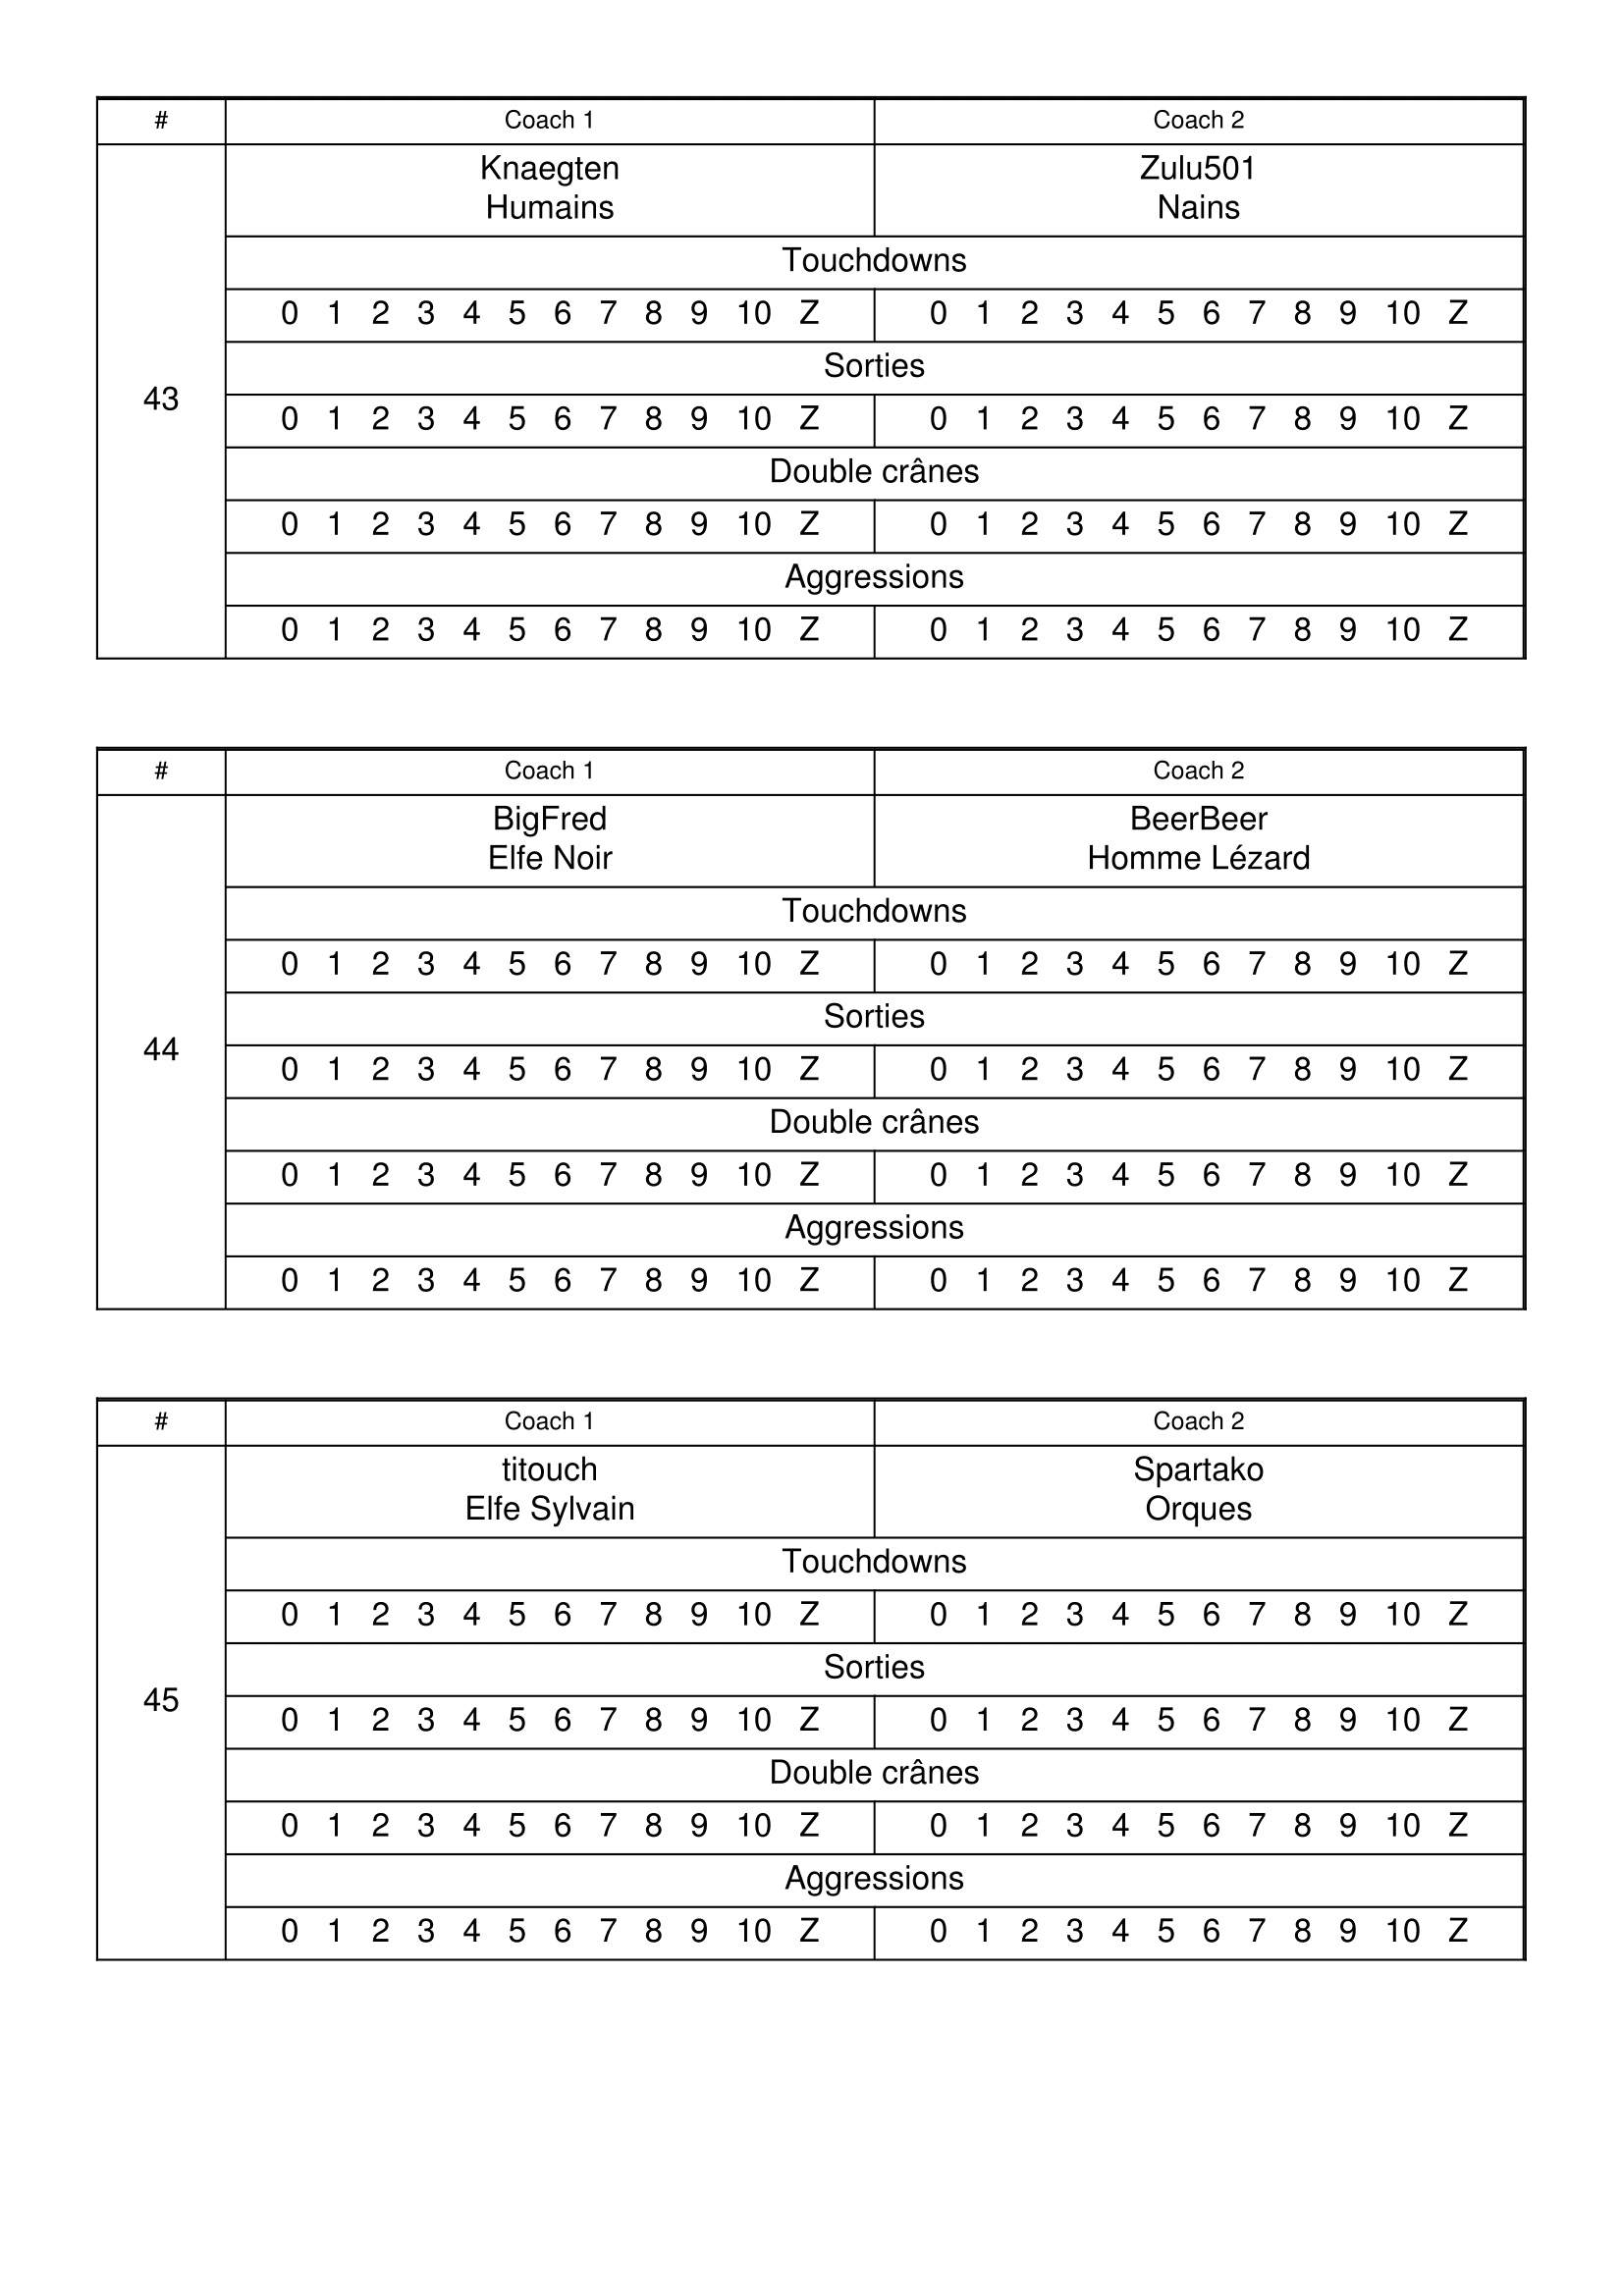 # Coach 1 Coach 2
Knaegten Zulu501
Humains Nains
Touchdowns
0 1 2 3 4 5 6 7 8 9 10 Z 0 1 2 3 4 5 6 7 8 9 10 Z
Sorties
43
0 1 2 3 4 5 6 7 8 9 10 Z 0 1 2 3 4 5 6 7 8 9 10 Z
Double crânes
0 1 2 3 4 5 6 7 8 9 10 Z 0 1 2 3 4 5 6 7 8 9 10 Z
Aggressions
0 1 2 3 4 5 6 7 8 9 10 Z 0 1 2 3 4 5 6 7 8 9 10 Z
# Coach 1 Coach 2
BigFred BeerBeer
Elfe Noir Homme Lézard
Touchdowns
0 1 2 3 4 5 6 7 8 9 10 Z 0 1 2 3 4 5 6 7 8 9 10 Z
Sorties
44
0 1 2 3 4 5 6 7 8 9 10 Z 0 1 2 3 4 5 6 7 8 9 10 Z
Double crânes
0 1 2 3 4 5 6 7 8 9 10 Z 0 1 2 3 4 5 6 7 8 9 10 Z
Aggressions
0 1 2 3 4 5 6 7 8 9 10 Z 0 1 2 3 4 5 6 7 8 9 10 Z
# Coach 1 Coach 2
titouch Spartako
Elfe Sylvain Orques
Touchdowns
0 1 2 3 4 5 6 7 8 9 10 Z 0 1 2 3 4 5 6 7 8 9 10 Z
Sorties
45
0 1 2 3 4 5 6 7 8 9 10 Z 0 1 2 3 4 5 6 7 8 9 10 Z
Double crânes
0 1 2 3 4 5 6 7 8 9 10 Z 0 1 2 3 4 5 6 7 8 9 10 Z
Aggressions
0 1 2 3 4 5 6 7 8 9 10 Z 0 1 2 3 4 5 6 7 8 9 10 Z